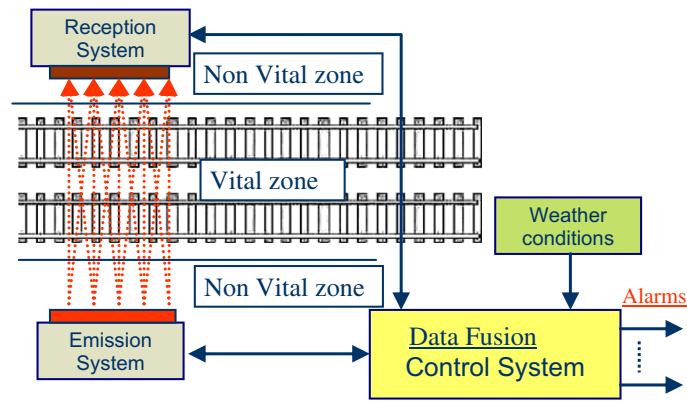 Reception
System
Non Vital zone
Vital zone
Weather
conditions
Non Vital zone
Alarms
Emission
System
Data Fusion
Control System